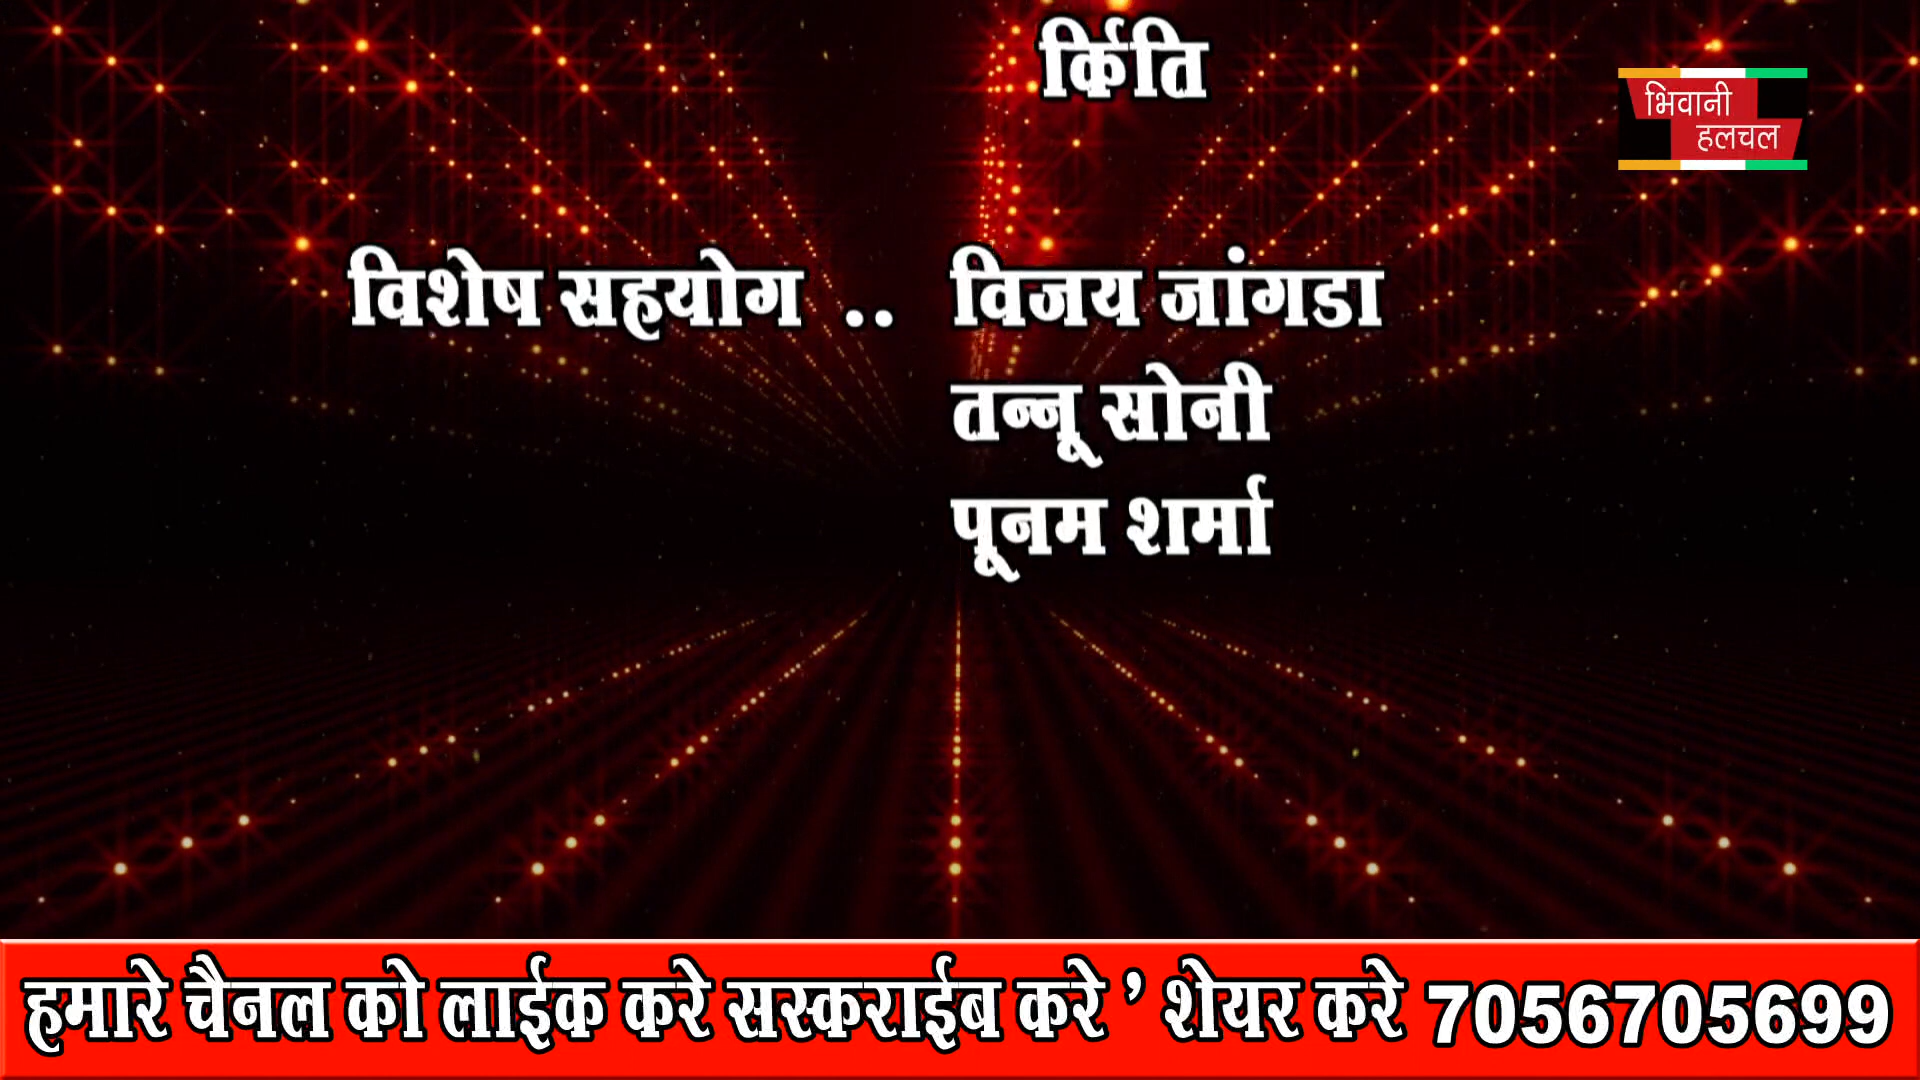 र्किति
भिवानी
हलचल
विशेष सहयोग .. विजय जांगडा
तन्नू सोनी
पूनम शर्मा
हमारे चैनल को लाईक करे सस्कराईब करे ’ शेयर करे 7056705699